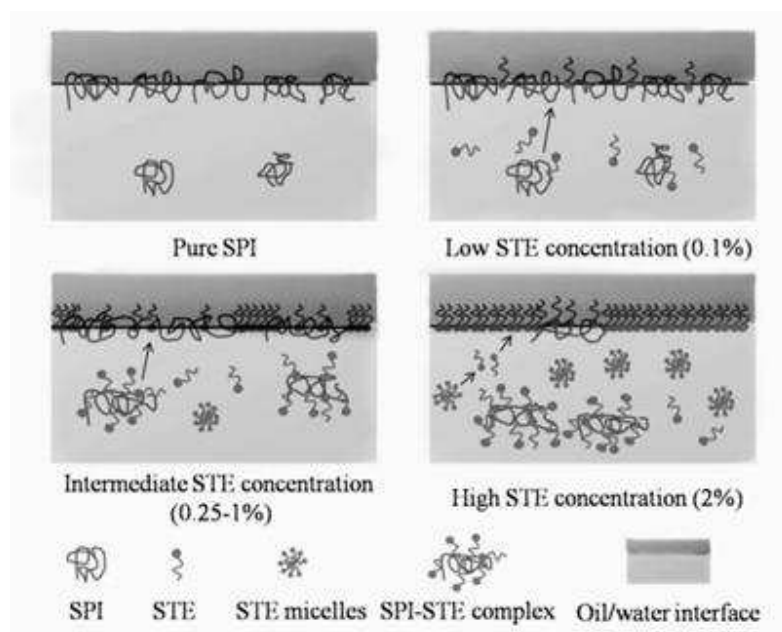 Pure SPI
Low STE concentration (0.1%)
Intermediate STE concentration
(0.25-1%)
High STE concentration (2%)
SPI
STE
STE micelles
SPI-STE complex
Oil/water interface